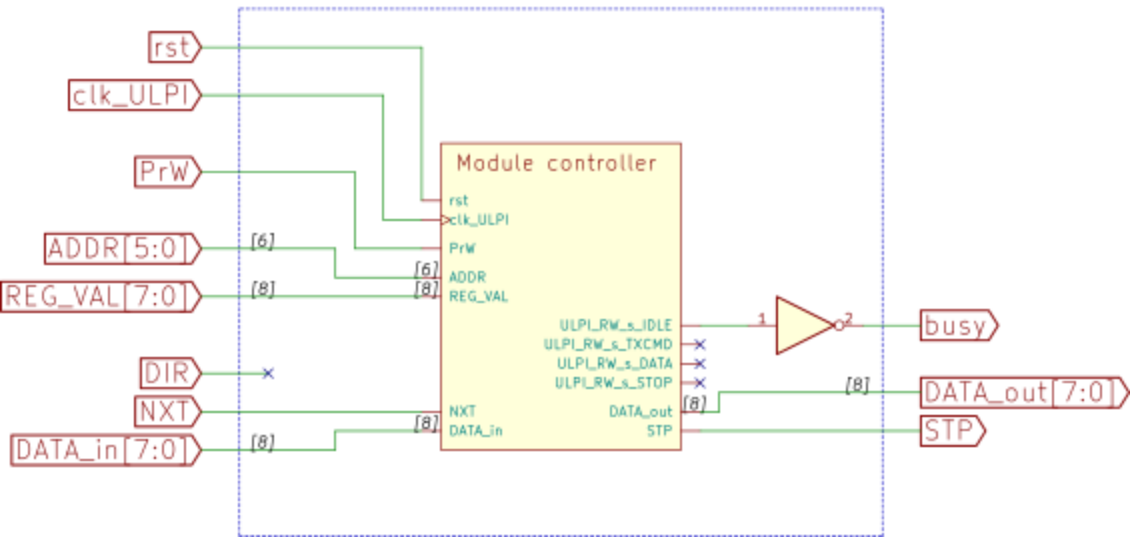 rst
clk_ULPI
PrW
ADDR[5:0]
[6]
REG_VAL[7:0]
[8]
DIR
NXT
DATA_in[7:0]
[8]
Module controller
rst
clk_ULPI
PrW
[6]
ADDR
[8]
REG_VAL
NXT
[8]
DATA_in
ULPI_RW_s_IDLE
ULPI_RW_s_TXCMD
ULPI_RW_s_DATA
ULPI_RW_s_STOP
DATA_out
[8]
STP
1
2
busy
[8]
DATA_out[7:0]
STP